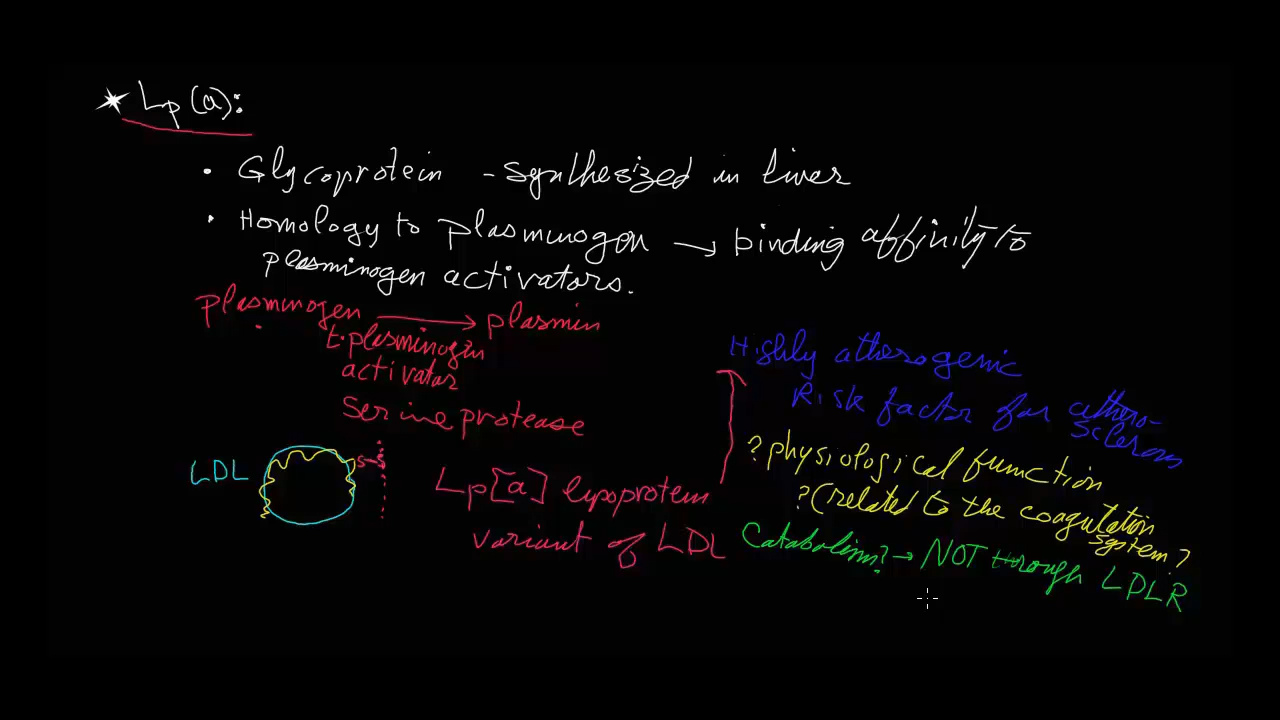 * Lp(a):
• Glycoprotein - synthesized in liver
• Homology to plasminogen → binding affinity to
plasminogen activators.
plasminogen → plasmin
t. plasminogen
activator
Serine protease
LDL
S-S
Lp[a] lipoprotein
variant of LDL
Highly atherogenic
Risk factor for athero-
sclerosis
? physiological function
? (related to the coagulation
system?
Catabolism? → NOT through LDLR